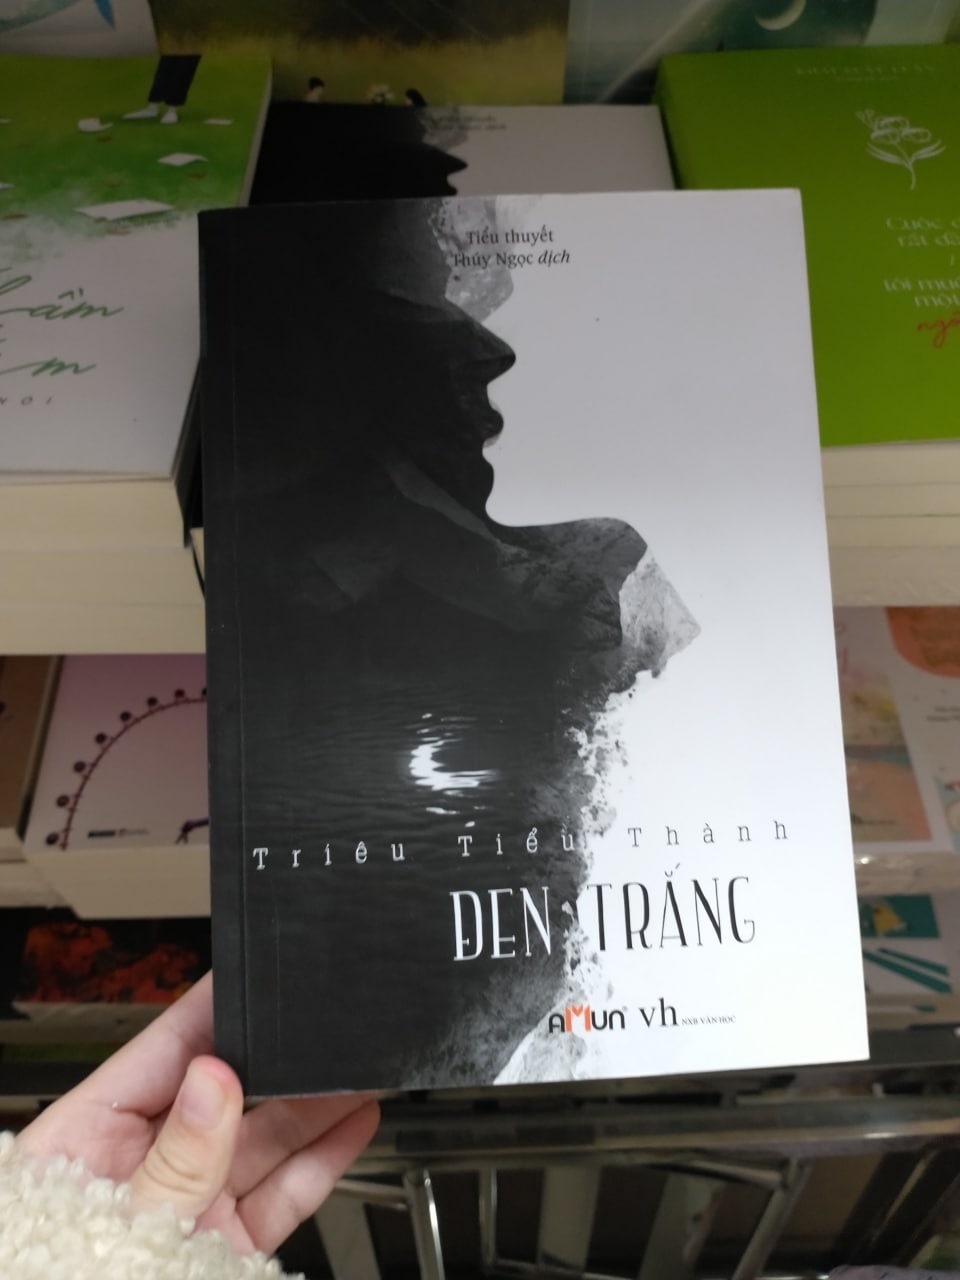 Tiểu thuyết
Thúy Ngọc dịch
Triêu Tiểu Thành
ĐEN TRẮNG
AMUN vh NXB VĂN HỌC